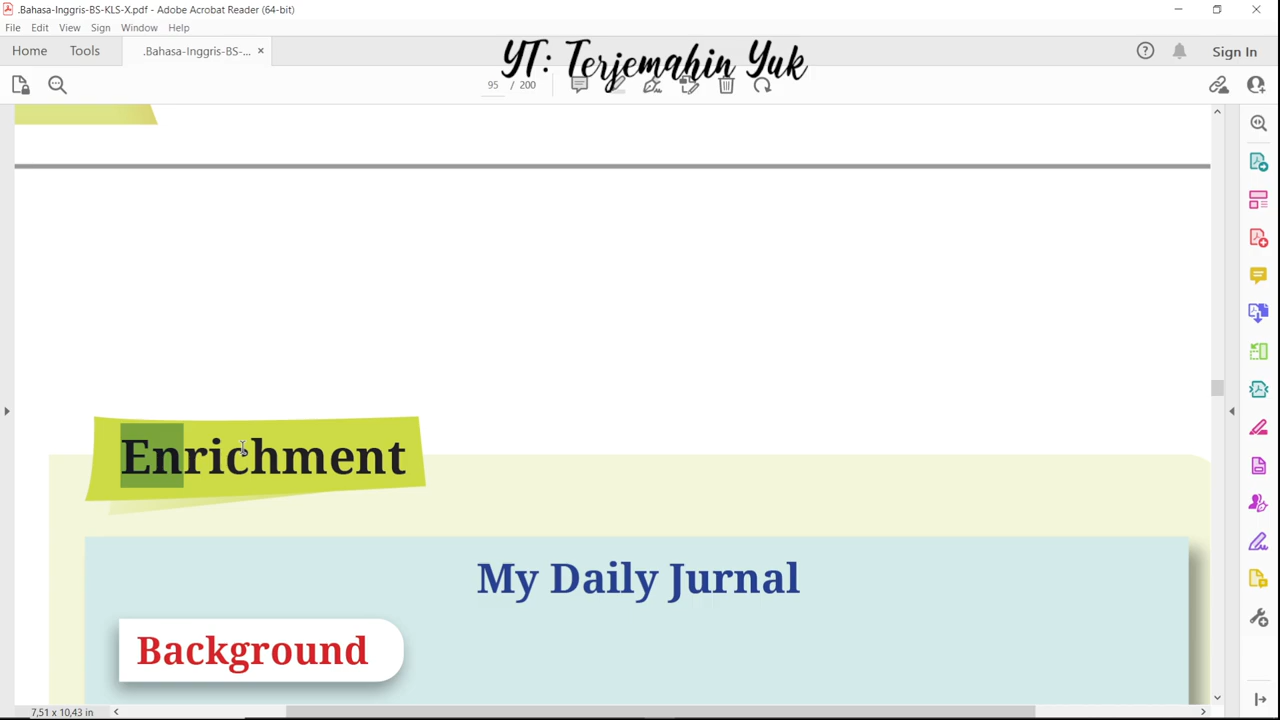 .Bahasa-Inggris-BS-KLS-X.pdf - Adobe Acrobat Reader (64-bit)
File Edit View Sign Window Help
Home Tools .Bahasa-Inggris-BS-... × Sign In
YT: Terjemahin Yuk
95 / 200
Enrichment
My Daily Jurnal
Background
7,51 x 10,43 in